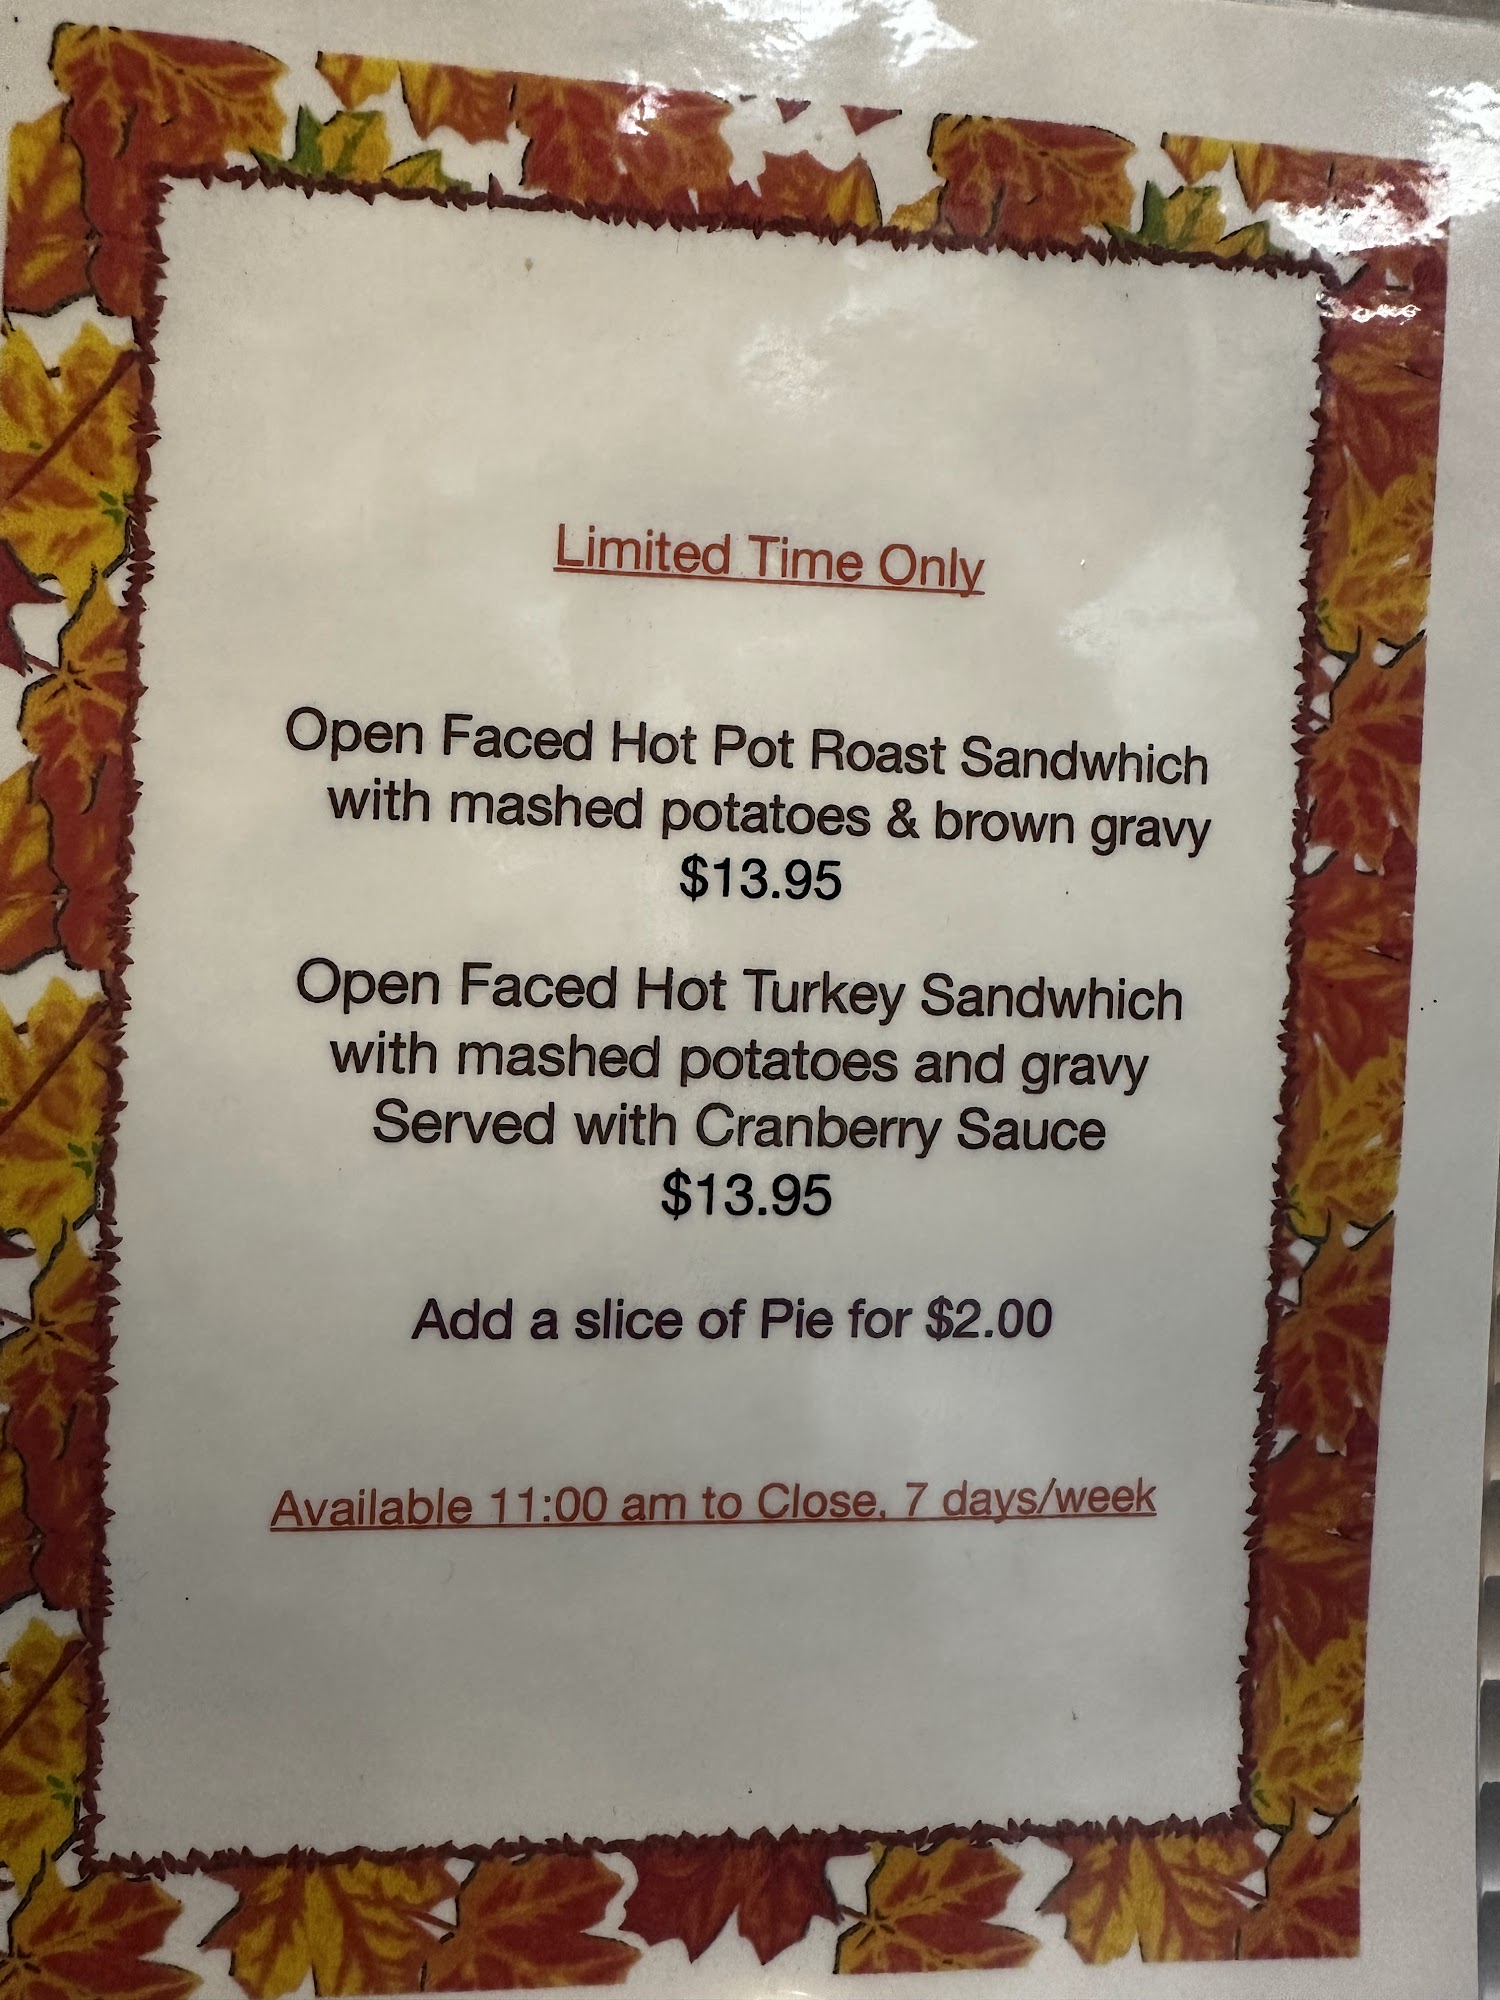 Limited Time Only
Open Faced Hot Pot Roast Sandwhich
with mashed potatoes & brown gravy
$13.95
Open Faced Hot Turkey Sandwhich
with mashed potatoes and gravy
Served with Cranberry Sauce
$13.95
Add a slice of Pie for $2.00
Available 11:00 am to Close, 7 days/week